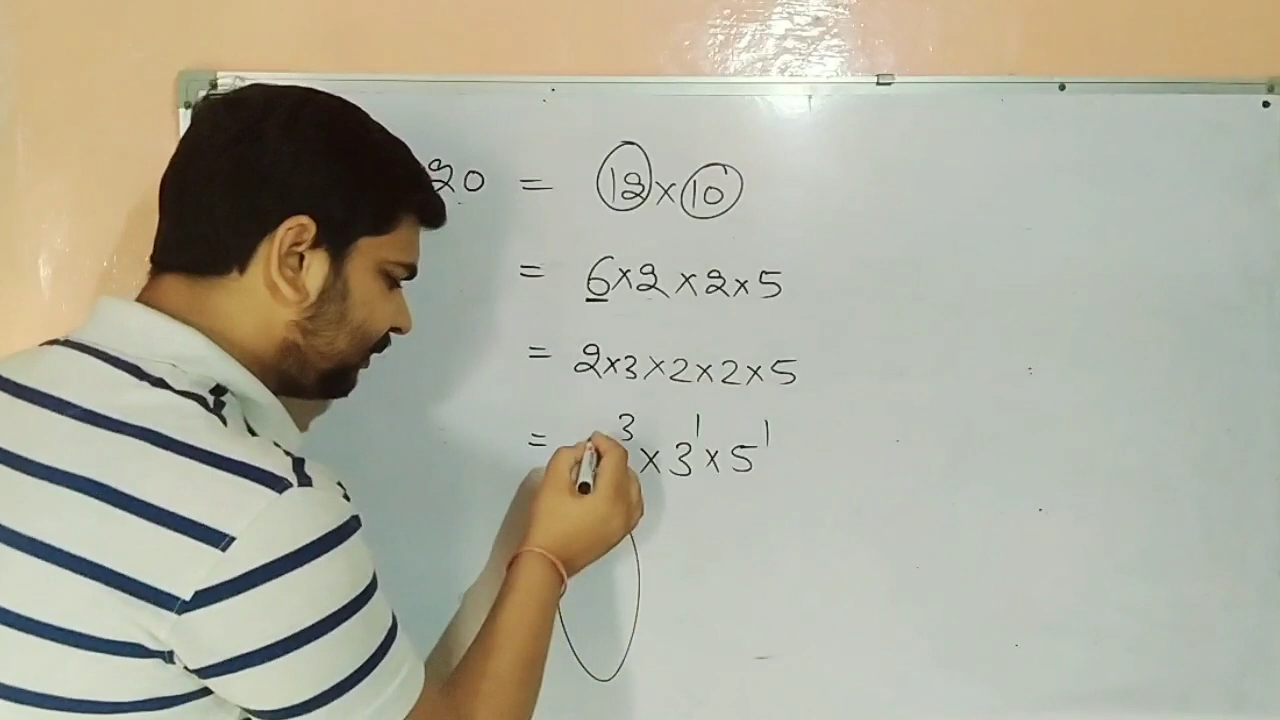 20 = 12 × 10
= 6 × 2 × 2 × 5
= 2 × 3 × 2 × 2 × 5
= ³ × 3¹ × 5¹